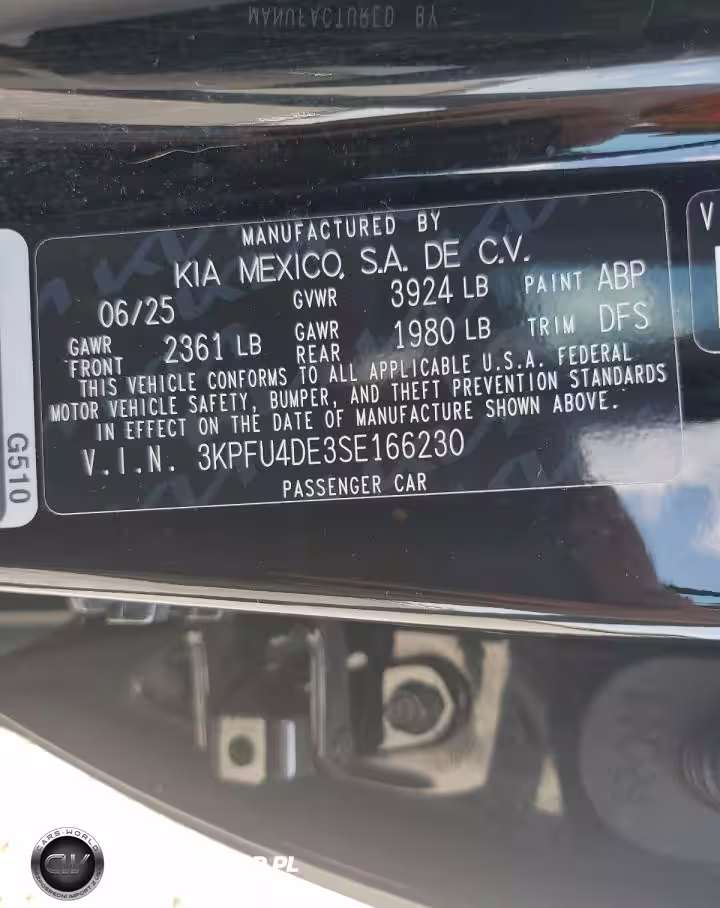 MANUFACTURED BY
MANUFACTURED BY
KIA MEXICO, S.A. DE C.V.
06/25 GVWR 3924 LB PAINT ABP
GAWR FRONT 2361 LB GAWR REAR 1980 LB TRIM DFS
THIS VEHICLE CONFORMS TO ALL APPLICABLE U.S.A. FEDERAL
MOTOR VEHICLE SAFETY, BUMPER, AND THEFT PREVENTION STANDARDS
IN EFFECT ON THE DATE OF MANUFACTURE SHOWN ABOVE.
V.I.N. 3KPFU4DE3SE166230
PASSENGER CAR
G510
V
CARS-WORLD
CW
.PL